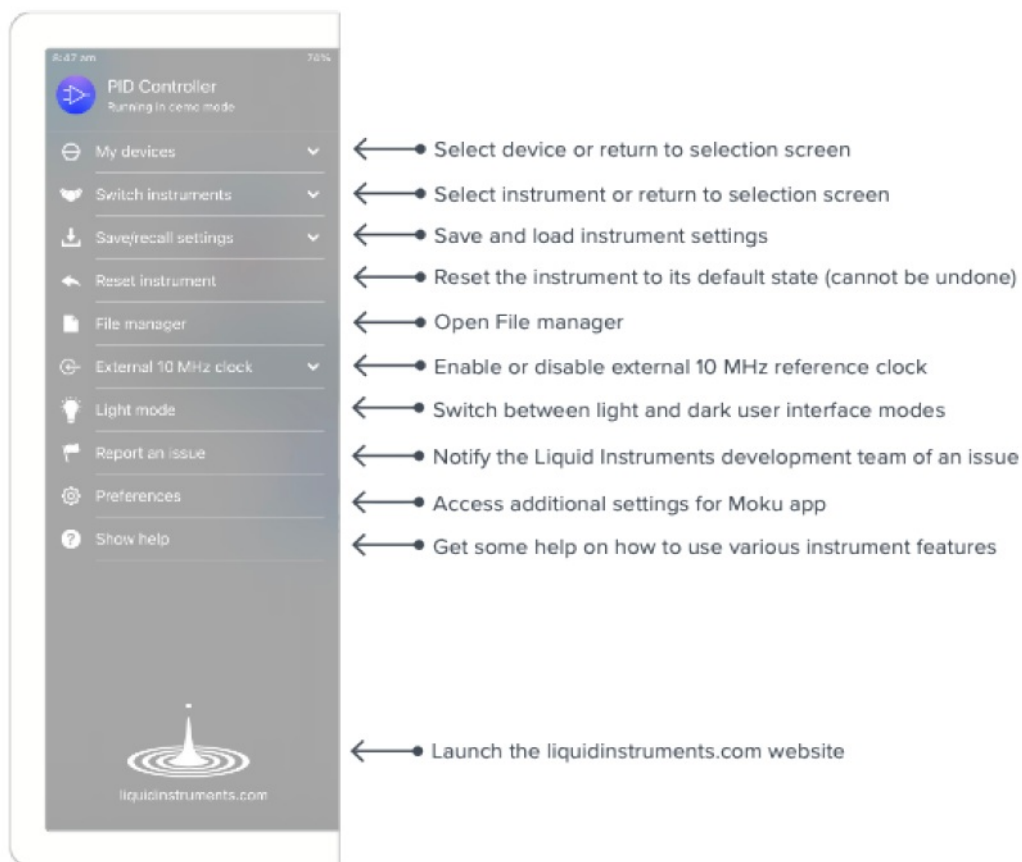 8:47 am 76%
PID Controller
Running in demo mode
My devices
Select device or return to selection screen
Switch instruments
Select instrument or return to selection screen
Save/recall settings
Save and load instrument settings
Reset instrument
Reset the instrument to its default state (cannot be undone)
File manager
Open File manager
External 10 MHz clock
Enable or disable external 10 MHz reference clock
Light mode
Switch between light and dark user interface modes
Report an issue
Notify the Liquid Instruments development team of an issue
Preferences
Access additional settings for Moku app
Show help
Get some help on how to use various instrument features
Launch the liquidinstruments.com website
liquidinstruments.com